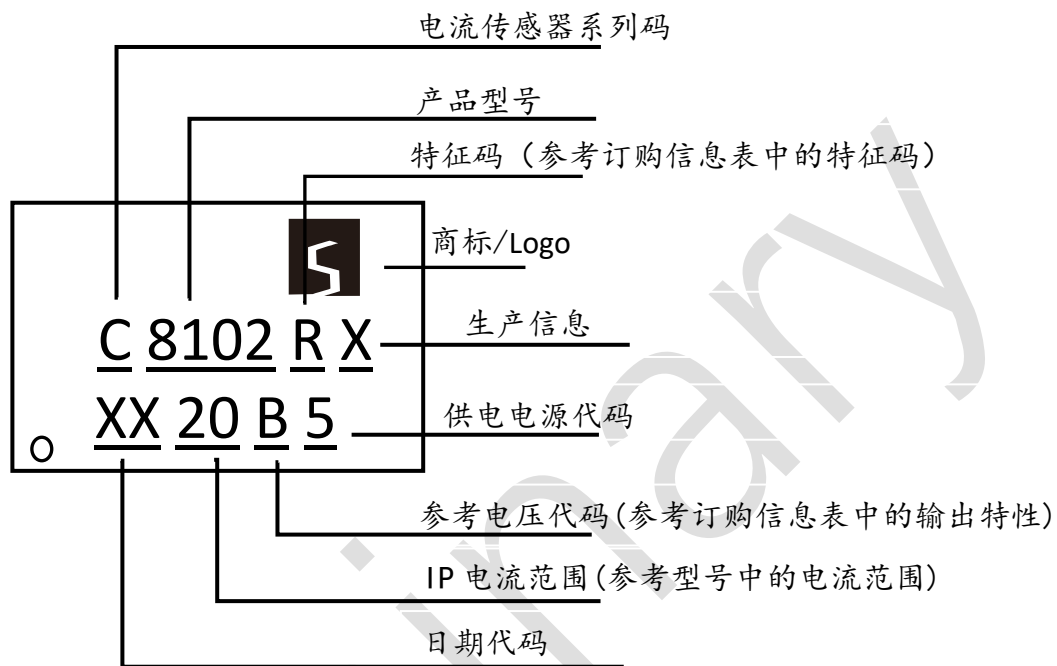 电流传感器系列码
产品型号
特征码（参考订购信息表中的特征码）
商标/Logo
C 8102 R X
生产信息
XX 20 B 5
供电电源代码
参考电压代码(参考订购信息表中的输出特性)
IP 电流范围(参考型号中的电流范围)
日期代码
inary